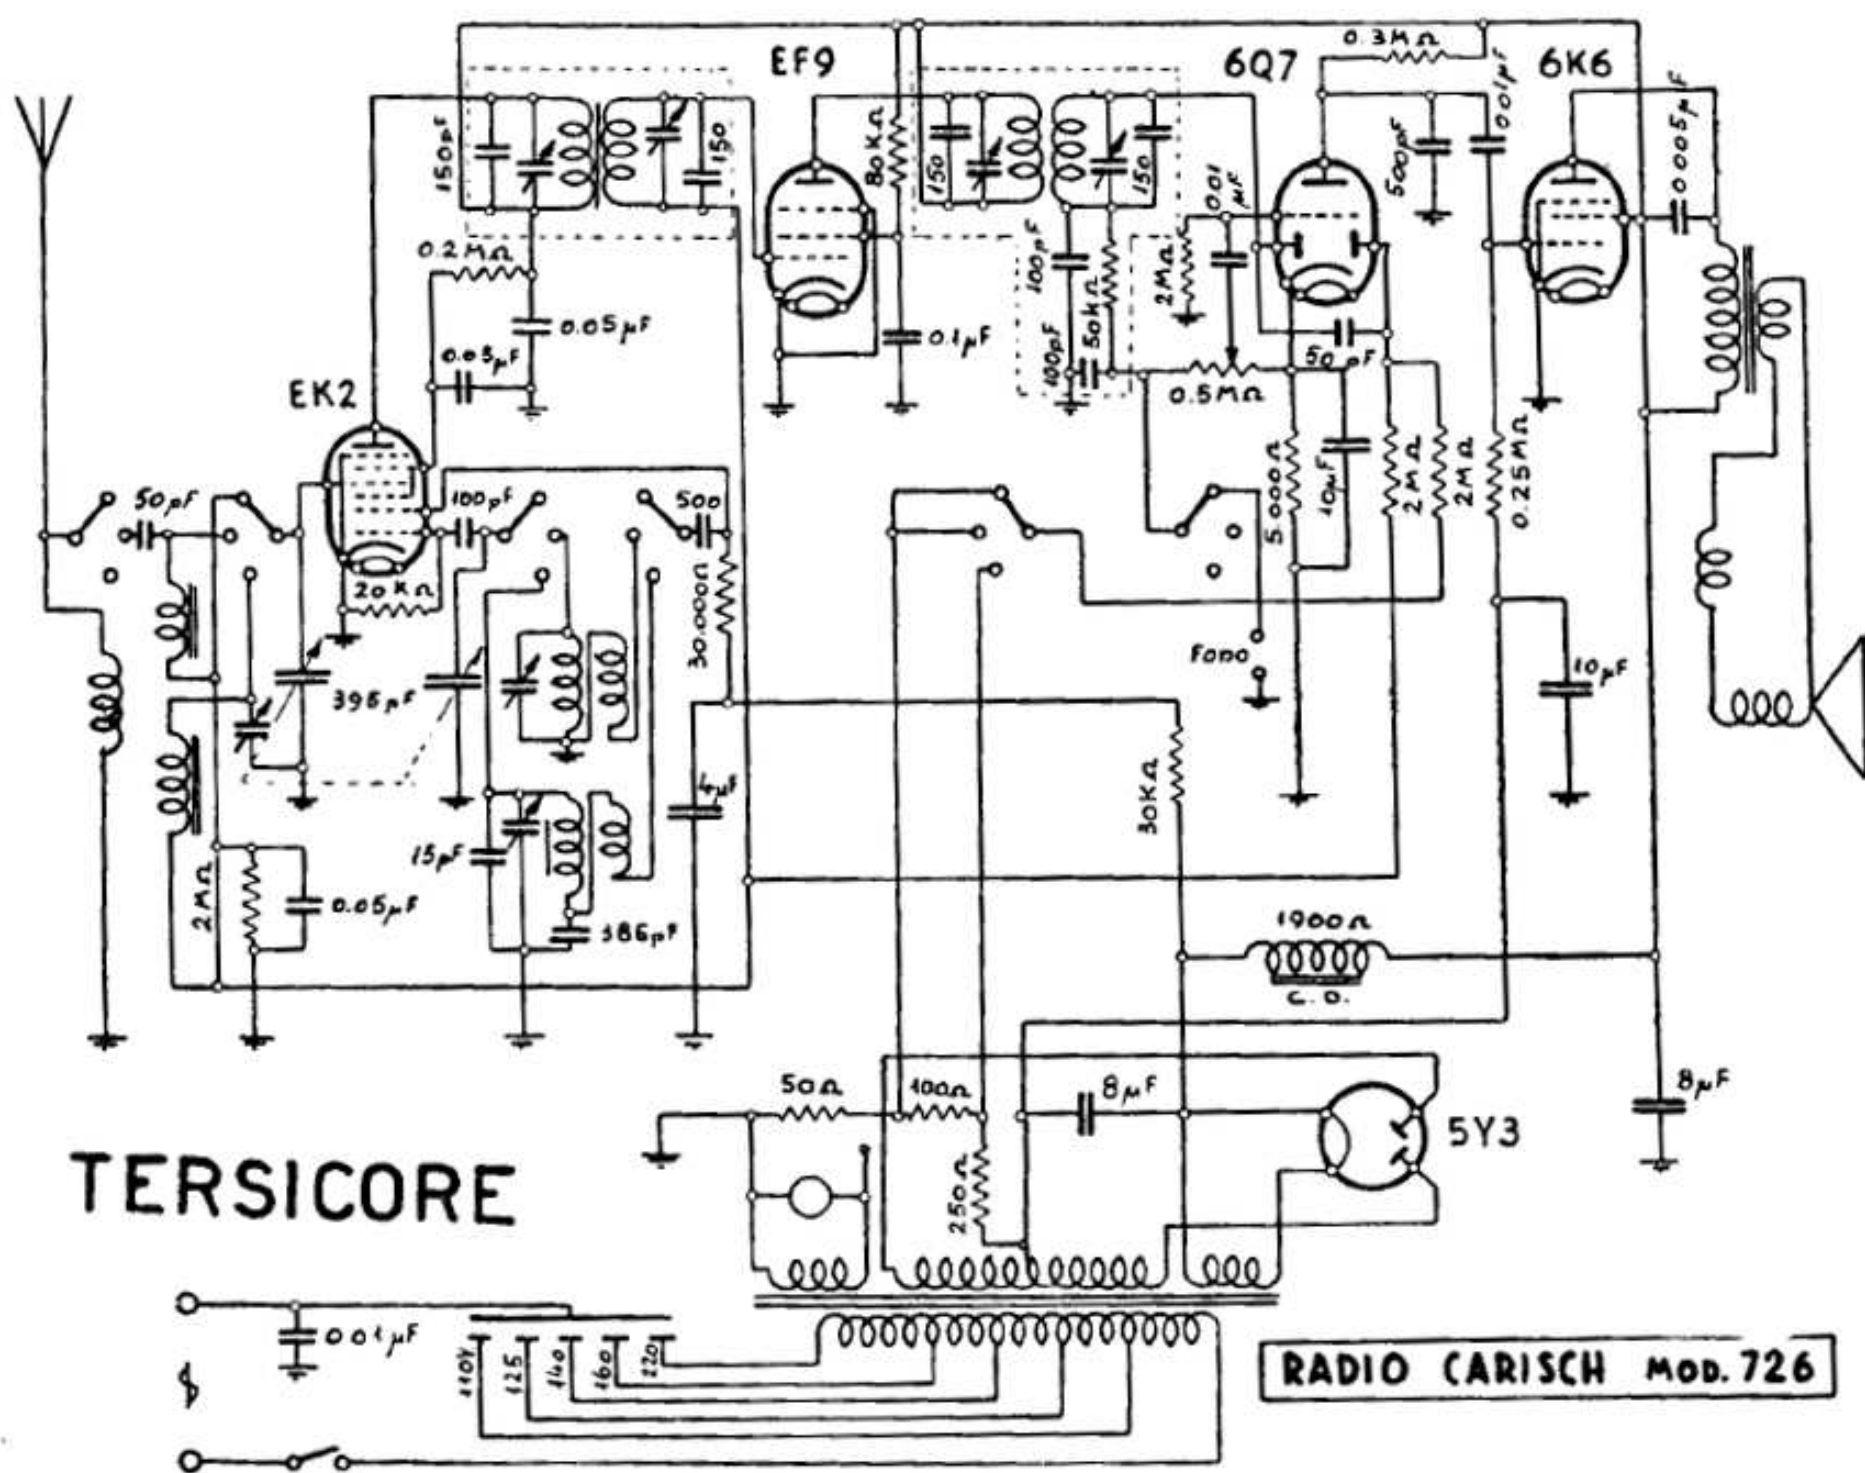 EF9
6Q7
0.3MΩ
6K6
150pF
150
80KΩ
150
150
0.01
µF
500pF
0.01µF
0.005µF
0.2MΩ
0.05µF
0.05µF
0.1µF
100pF
50KΩ
100pF
2MΩ
50pF
0.5MΩ
EK2
50pF
100pF
500
20KΩ
30.000Ω
396pF
5000Ω
10µF
2MΩ
2MΩ
0.25MΩ
Fono
10µF
4µF
30KΩ
15pF
2MΩ
0.05µF
386pF
1900Ω
C.D.
50Ω
100Ω
8µF
8µF
5Y3
250Ω
TERSICORE
0.01µF
110V
125
140
160
220
RADIO CARISCH MOD. 726